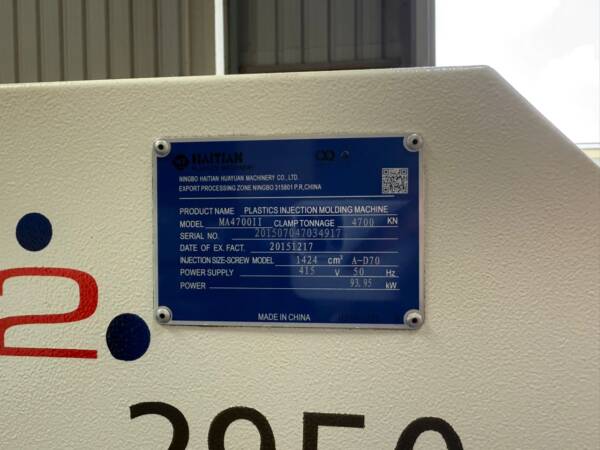 HAITIAN
NINGBO HAITIAN HUAYUAN MACHINERY CO., LTD.
EXPORT PROCESSING ZONE NINGBO 315801 P.R,CHINA
PRODUCT NAME PLASTICS INJECTION MOLDING MACHINE
MODEL MA4700II CLAMP TONNAGE 4700 KN
SERIAL NO. 201507047034917
DATE OF EX. FACT. 20151217
INJECTION SIZE-SCREW MODEL 1424 cm³ A-D70
POWER SUPPLY 415 V 50 Hz
POWER 93.95 kW
MADE IN CHINA
2